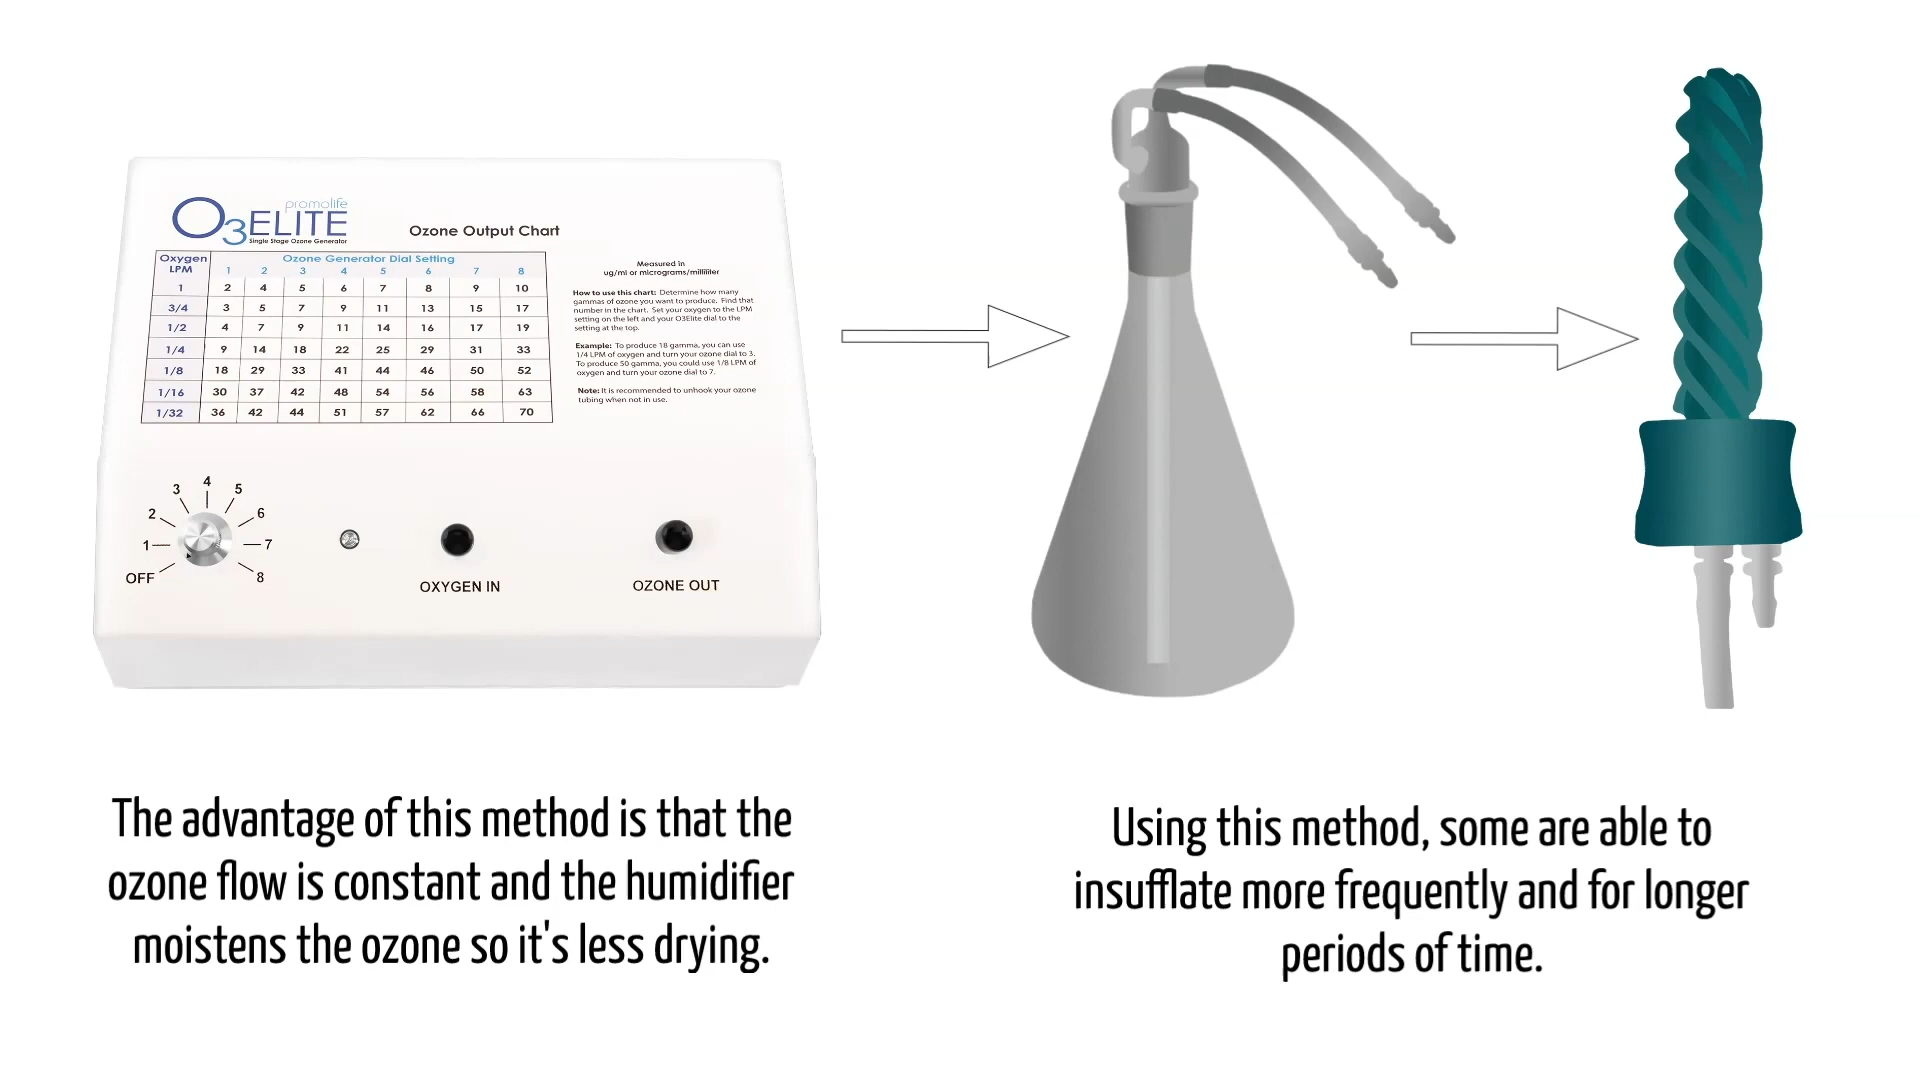 promolife
O3ELITE
Single Stage Ozone Generator
Ozone Output Chart
Oxygen LPM
Ozone Generator Dial Setting
1 2 3 4 5 6 7 8
1 2 4 5 6 7 8 9 10
3/4 3 5 7 9 11 13 15 17
1/2 4 7 9 11 14 16 17 19
1/4 9 14 18 22 25 29 31 33
1/8 18 29 33 41 44 46 50 52
1/16 30 37 42 48 54 56 58 63
1/32 36 42 44 51 57 62 66 70
Measured in
ug/ml or micrograms/milliliter
How to use this chart: Determine how many
gammas of ozone you want to produce. Find that
number in the chart. Set your oxygen to the LPM
setting on the left and your O3Elite dial to the
setting at the top.
Example: To produce 18 gamma, you can use
1/4 LPM of oxygen and turn your ozone dial to 3.
To produce 50 gamma, you could use 1/8 LPM of
oxygen and turn your ozone dial to 7.
Note: It is recommended to unhook your ozone
tubing when not in use.
OFF 1 2 3 4 5 6 7 8
OXYGEN IN
OZONE OUT
The advantage of this method is that the
ozone flow is constant and the humidifier
moistens the ozone so it's less drying.
Using this method, some are able to
insufflate more frequently and for longer
periods of time.